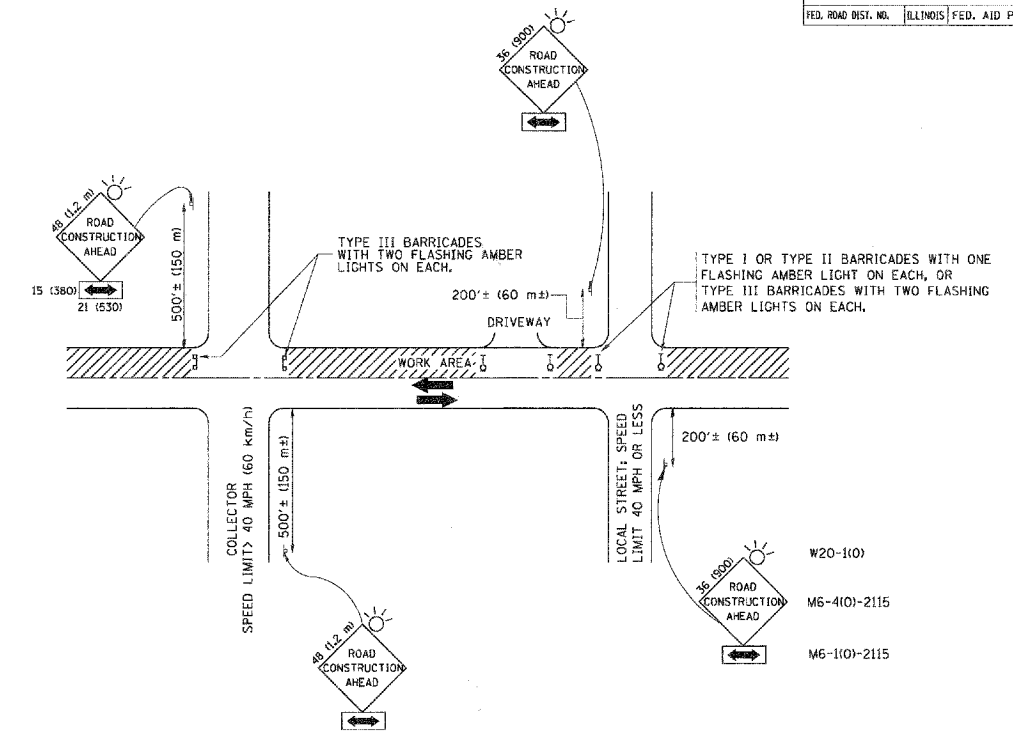 FED. ROAD DIST. NO. ILLINOIS FED. AID P
36 (900)
ROAD
CONSTRUCTION
AHEAD
48 (1.2 m)
ROAD
CONSTRUCTION
AHEAD
15 (380)
21 (530)
500'± (150 m)
TYPE III BARRICADES
WITH TWO FLASHING AMBER
LIGHTS ON EACH.
200'± (60 m±)
DRIVEWAY
TYPE I OR TYPE II BARRICADES WITH ONE
FLASHING AMBER LIGHT ON EACH, OR
TYPE III BARRICADES WITH TWO FLASHING
AMBER LIGHTS ON EACH.
WORK AREA
COLLECTOR
SPEED LIMIT> 40 MPH (60 km/h)
500'± (150 m±)
LOCAL STREET: SPEED
LIMIT 40 MPH OR LESS
200'± (60 m±)
48 (1.2 m)
ROAD
CONSTRUCTION
AHEAD
36 (900)
ROAD
CONSTRUCTION
AHEAD
W20-1(O)
M6-4(O)-2115
M6-1(O)-2115